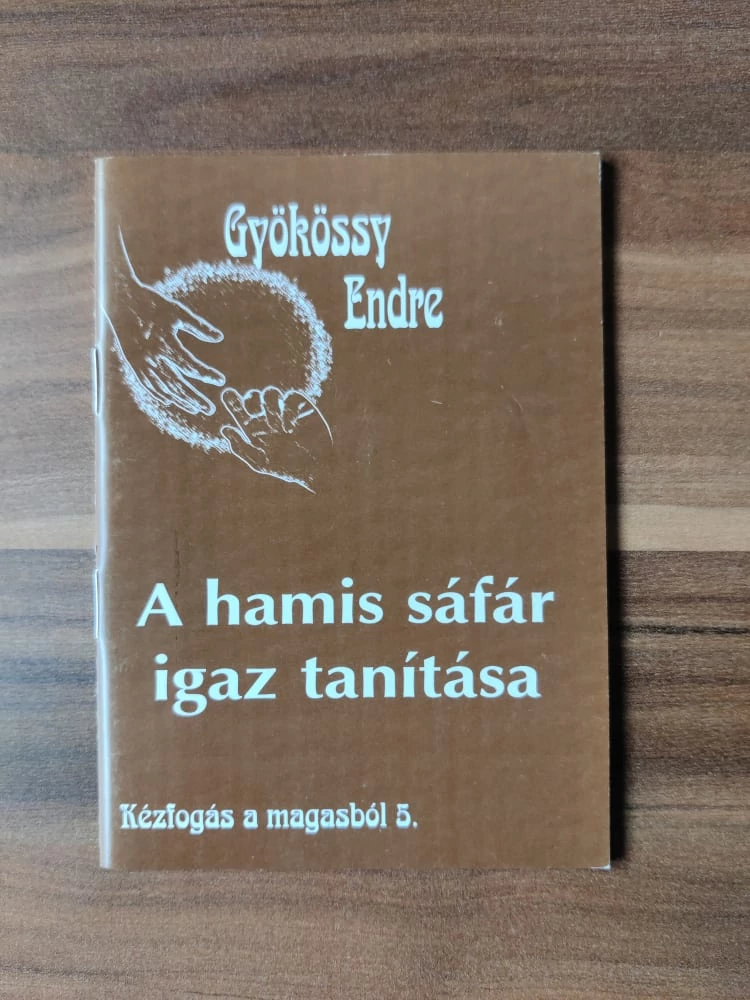 Gyökössy
Endre
A hamis sáfár
igaz tanítása
Kézfogás a magasból 5.